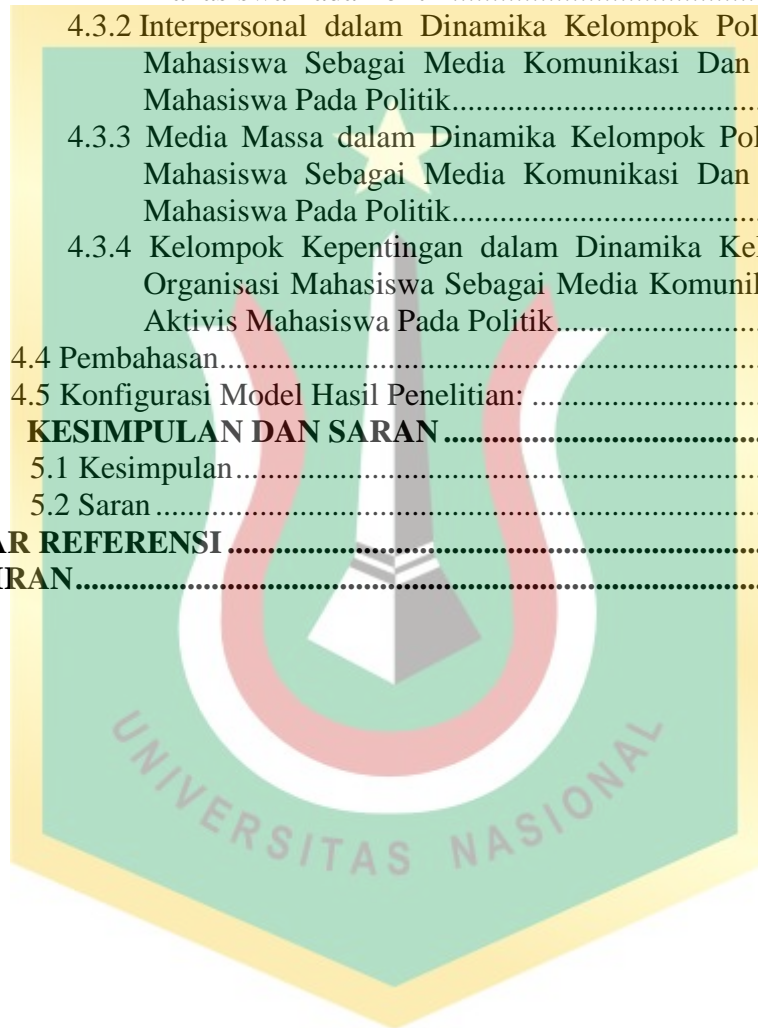 4.3.2 Interpersonal dalam Dinamika Kelompok Pol
Mahasiswa Sebagai Media Komunikasi Dan
Mahasiswa Pada Politik..........................................
4.3.3 Media Massa dalam Dinamika Kelompok Pol
Mahasiswa Sebagai Media Komunikasi Dan
Mahasiswa Pada Politik..........................................
4.3.4 Kelompok Kepentingan dalam Dinamika Kel
Organisasi Mahasiswa Sebagai Media Komunik
Aktivis Mahasiswa Pada Politik...........................
4.4 Pembahasan.......................................................................
4.5 Konfigurasi Model Hasil Penelitian: ..............................
KESIMPULAN DAN SARAN..........................................
5.1 Kesimpulan.....................................................................
5.2 Saran ..............................................................................
AR REFERENSI......................................................................
IRAN........................................................................................
UNIVERSITAS NASIONAL